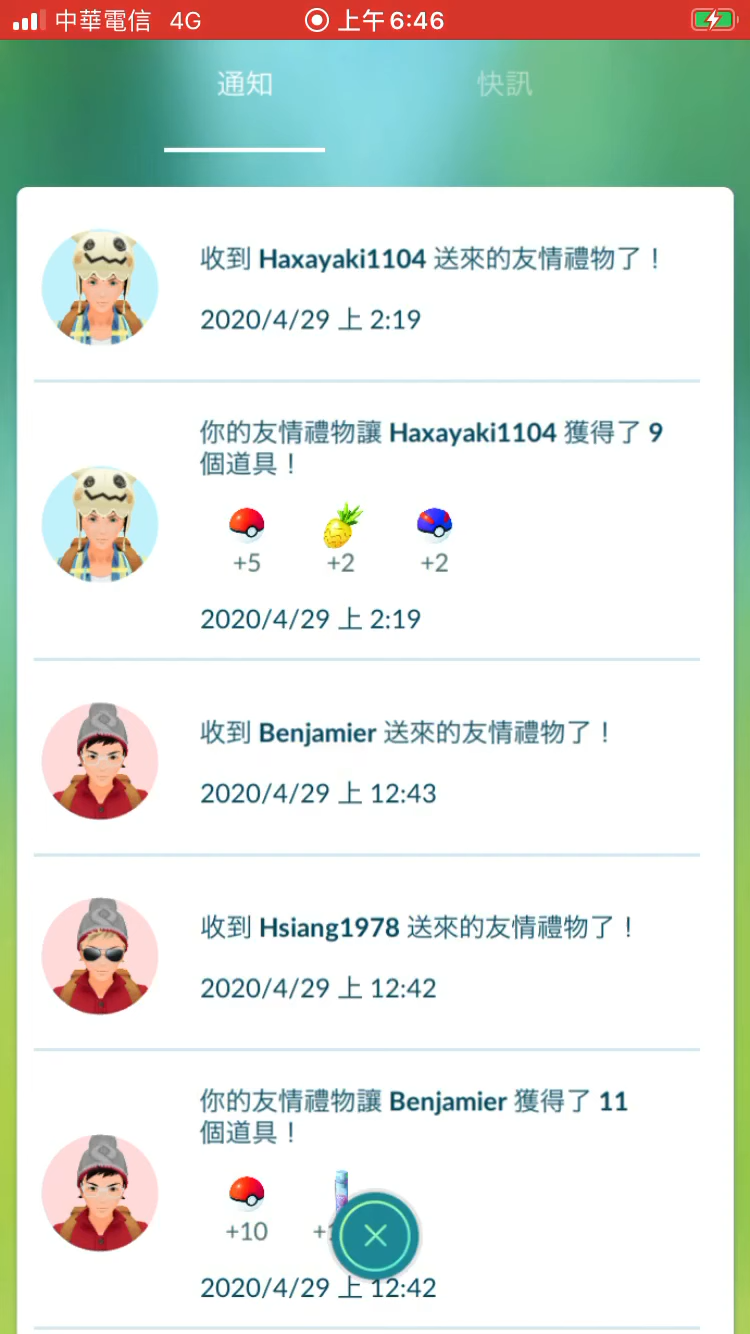 中華電信 4G 上午6:46
通知 快訊
收到 Haxayaki1104 送來的友情禮物了！
2020/4/29 上 2:19
你的友情禮物讓 Haxayaki1104 獲得了 9
個道具！
+5 +2 +2
2020/4/29 上 2:19
收到 Benjamier 送來的友情禮物了！
2020/4/29 上 12:43
收到 Hsiang1978 送來的友情禮物了！
2020/4/29 上 12:42
你的友情禮物讓 Benjamier 獲得了 11
個道具！
+10
2020/4/29 上 12:42